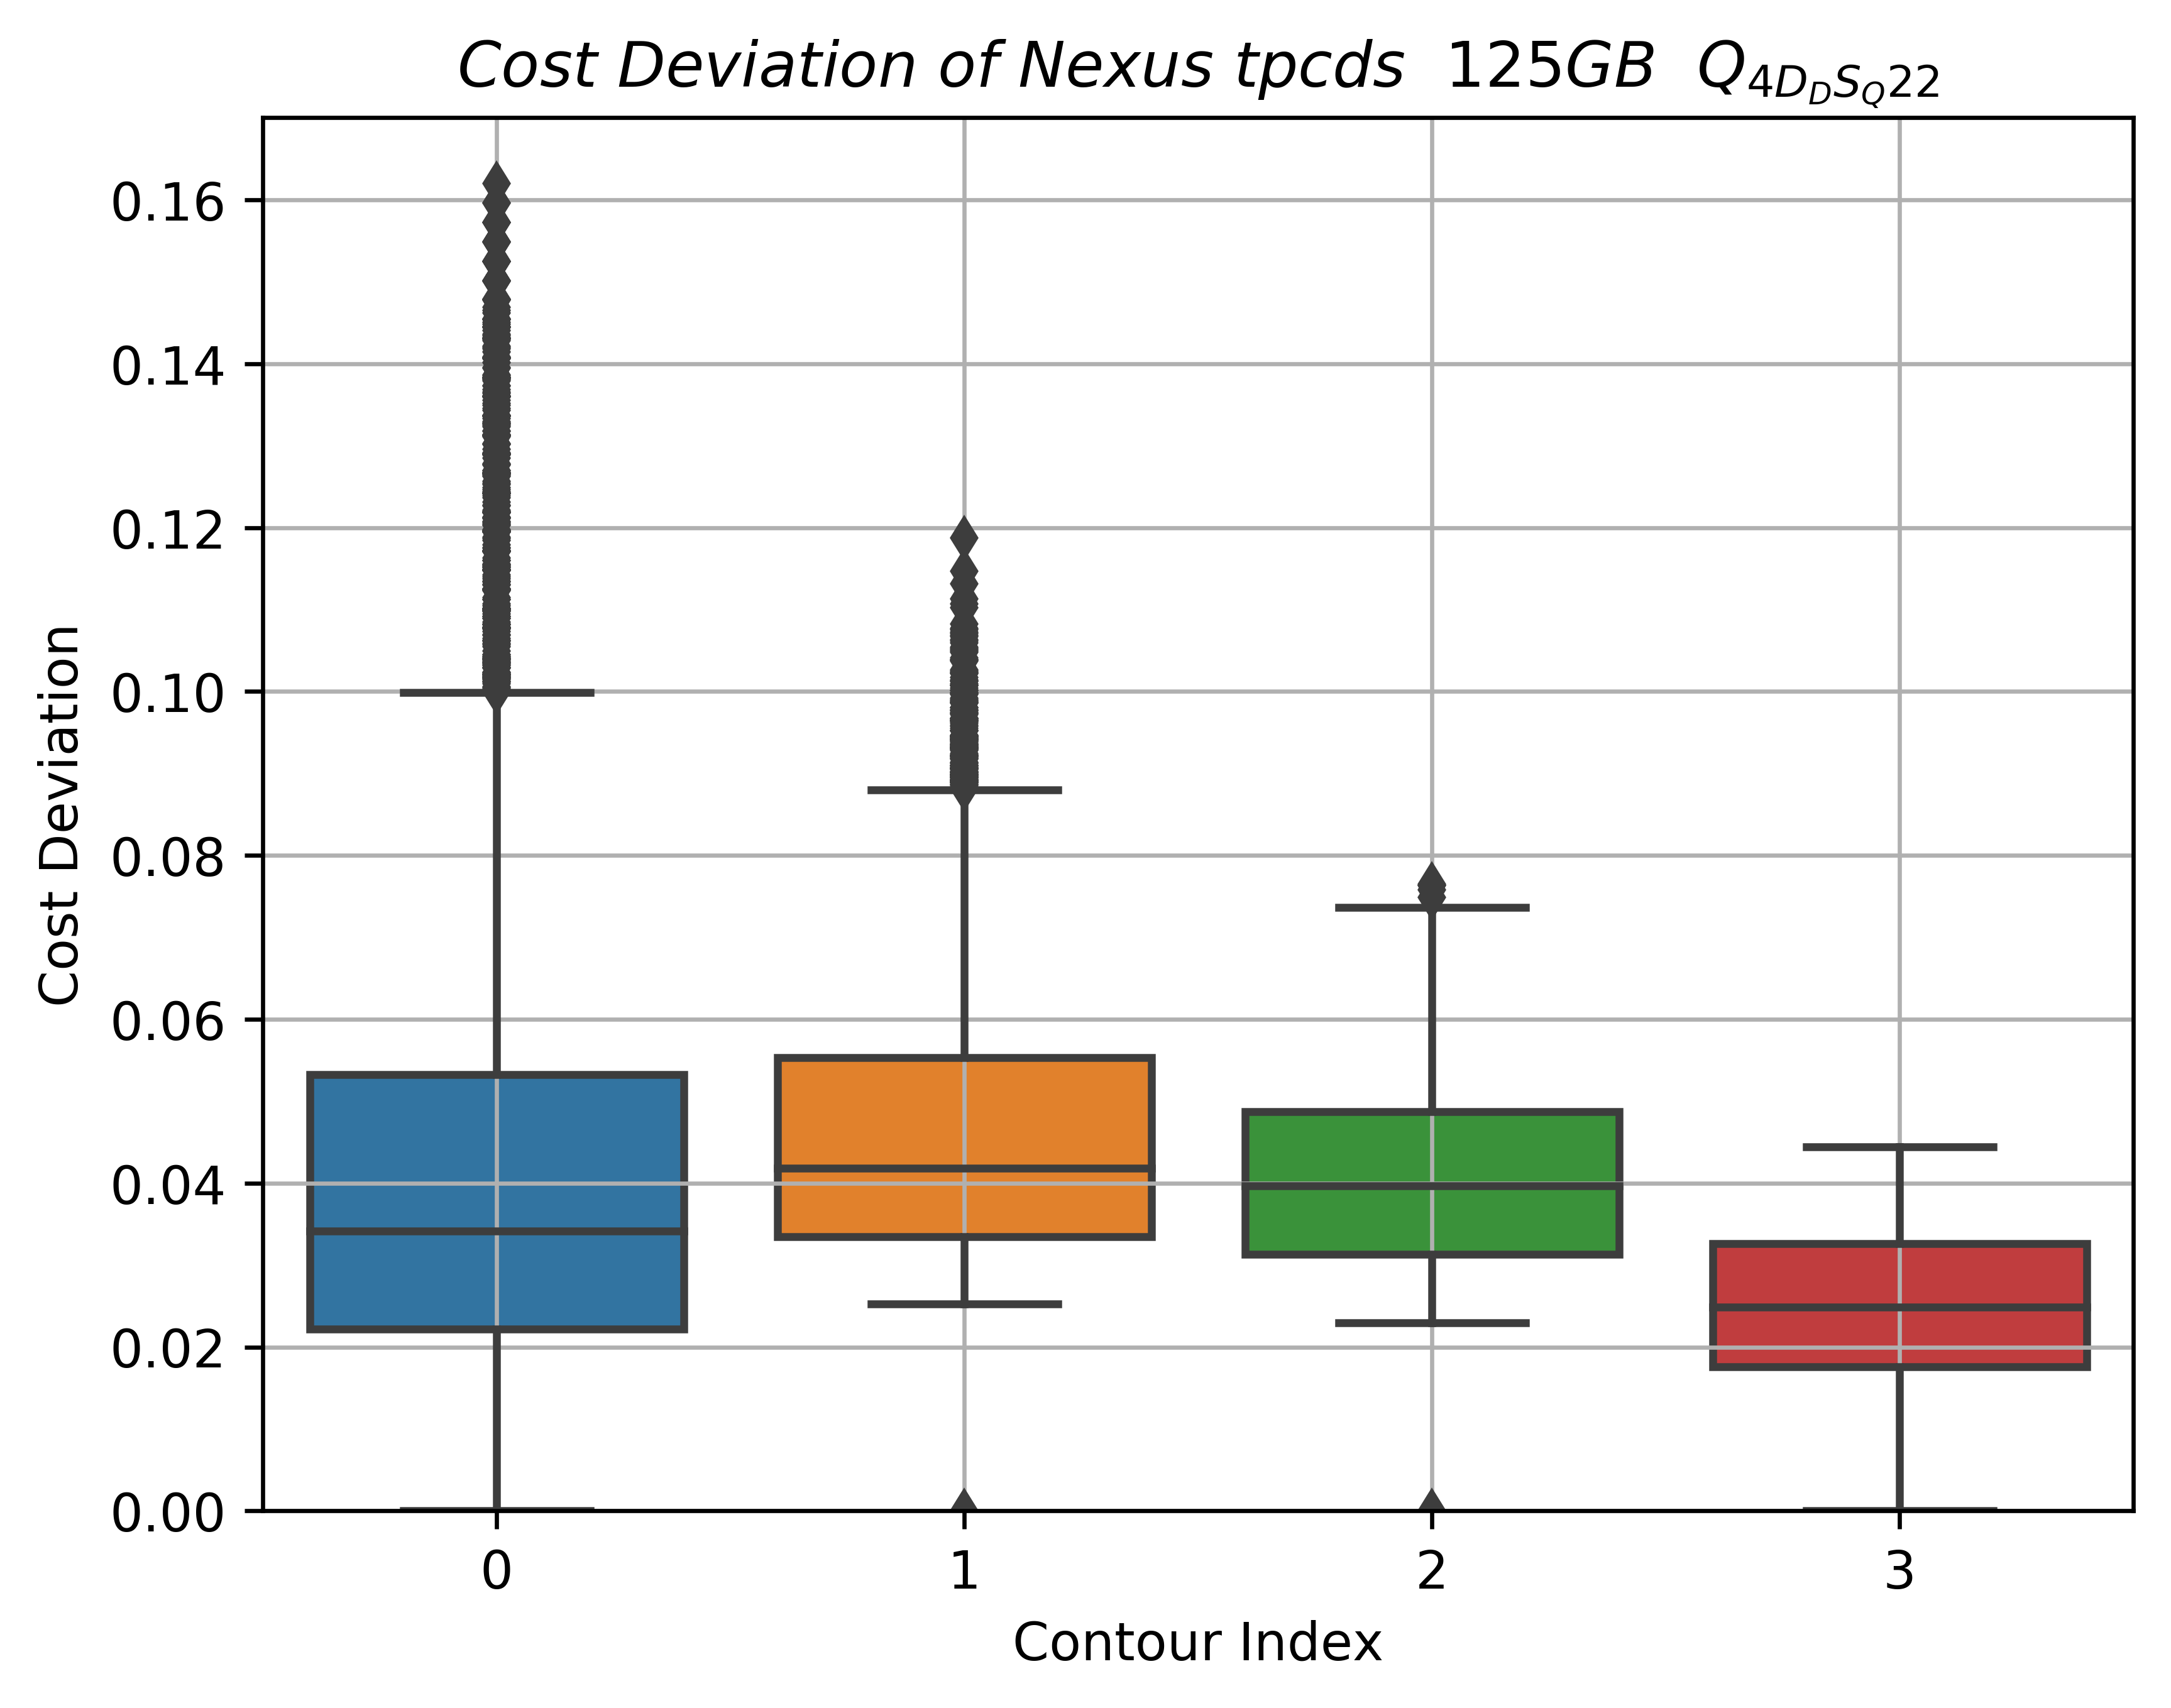 Cost Deviation of Nexus tpcds 125GB Q4DDSQ22
0.16
0.14
0.12
0.10
0.08
0.06
0.04
0.02
0.00
Cost Deviation
0 1 2 3
Contour Index